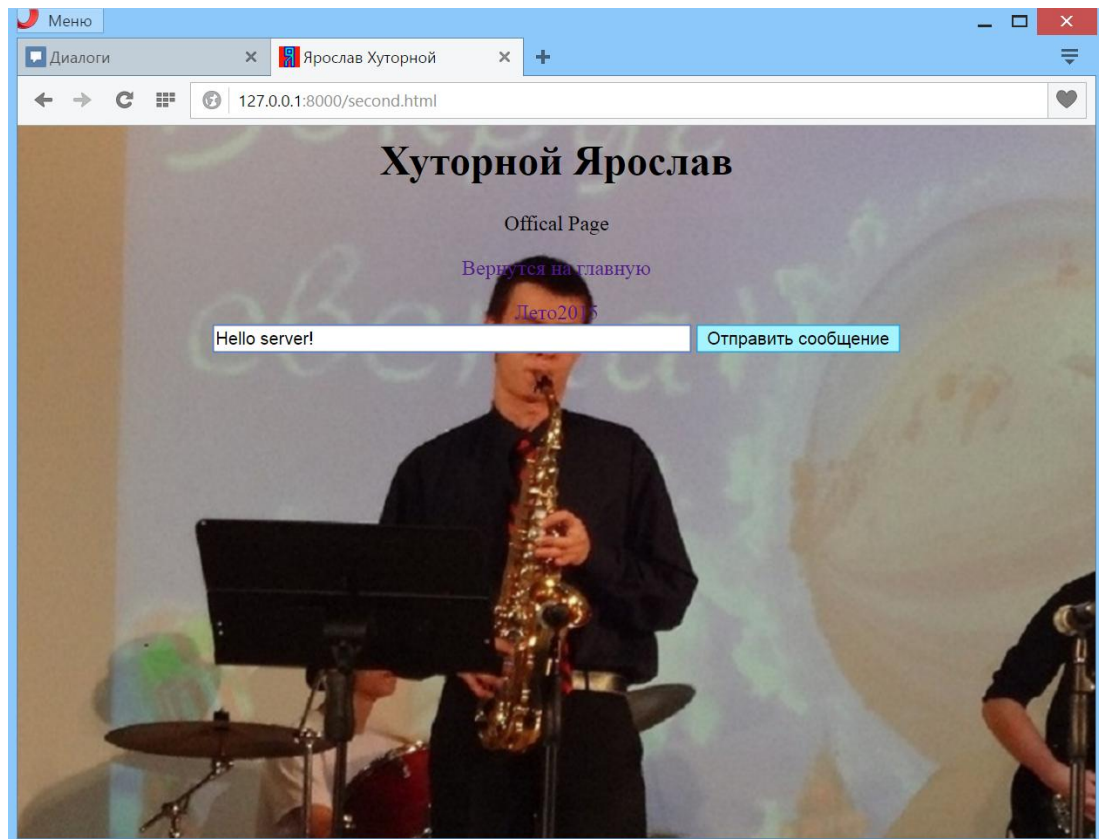 Меню
Диалоги
Ярослав Хуторной
127.0.0.1:8000/second.html
Хуторной Ярослав
Offical Page
Вернутся на главную
Лето2015
Hello server!
Отправить сообщение